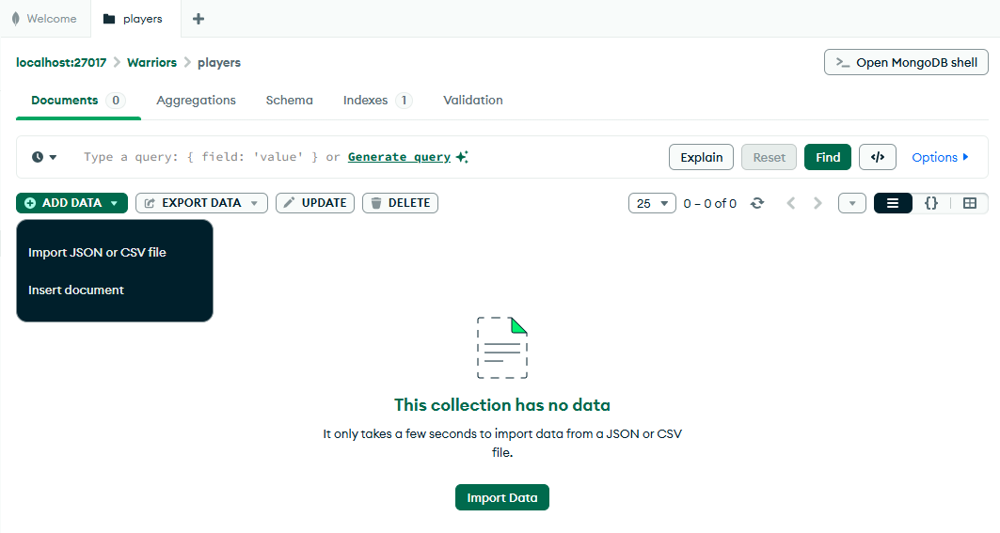 Welcome players
localhost:27017 Warriors players >_ Open MongoDB shell
Documents 0 Aggregations Schema Indexes 1 Validation
Type a query: { field: 'value' } or Generate query Explain Reset Find </> Options
ADD DATA EXPORT DATA UPDATE DELETE 25 0 – 0 of 0 {}
Import JSON or CSV file
Insert document
This collection has no data
It only takes a few seconds to import data from a JSON or CSV
file.
Import Data